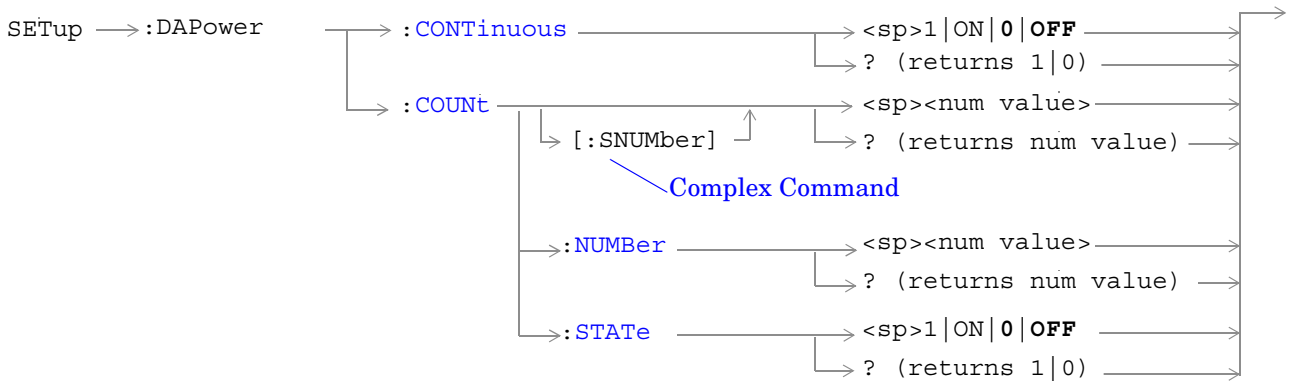 SETup :DAPower :CONTinuous <sp>1|ON|0|OFF
? (returns 1|0)
:COUNt <sp><num value>
[:SNUMber] ? (returns num value)
Complex Command
:NUMBer <sp><num value>
? (returns num value)
:STATe <sp>1|ON|0|OFF
? (returns 1|0)